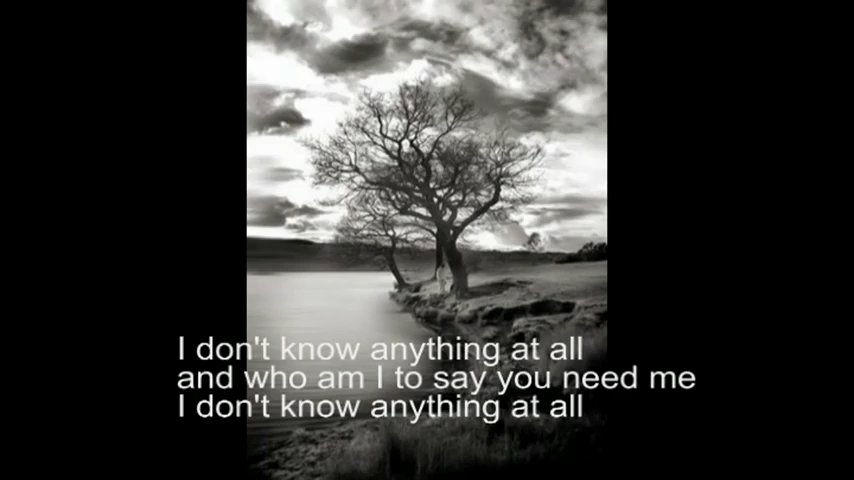 I don't know anything at all
and who am I to say you need me
I don't know anything at all